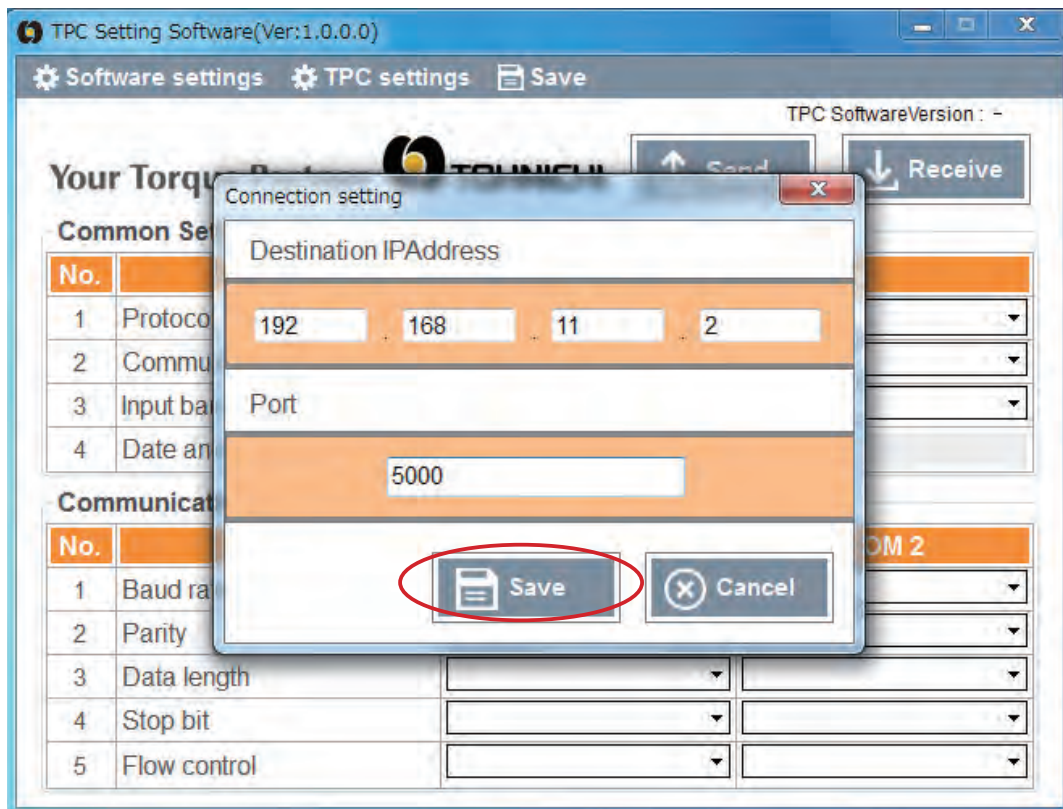 TPC Setting Software(Ver:1.0.0.0)
Software settings TPC settings Save
TPC SoftwareVersion : -
Your Torqu
TOHNICHI Send Receive
Connection setting
Common Se
Destination IPAddress
No.
192 . 168 . 11 . 2
1 Protoco
2 Commu
3 Input ba
Port
4 Date an
5000
Communicat
No. OM 2
Save Cancel
1 Baud ra
2 Parity
3 Data length
4 Stop bit
5 Flow control